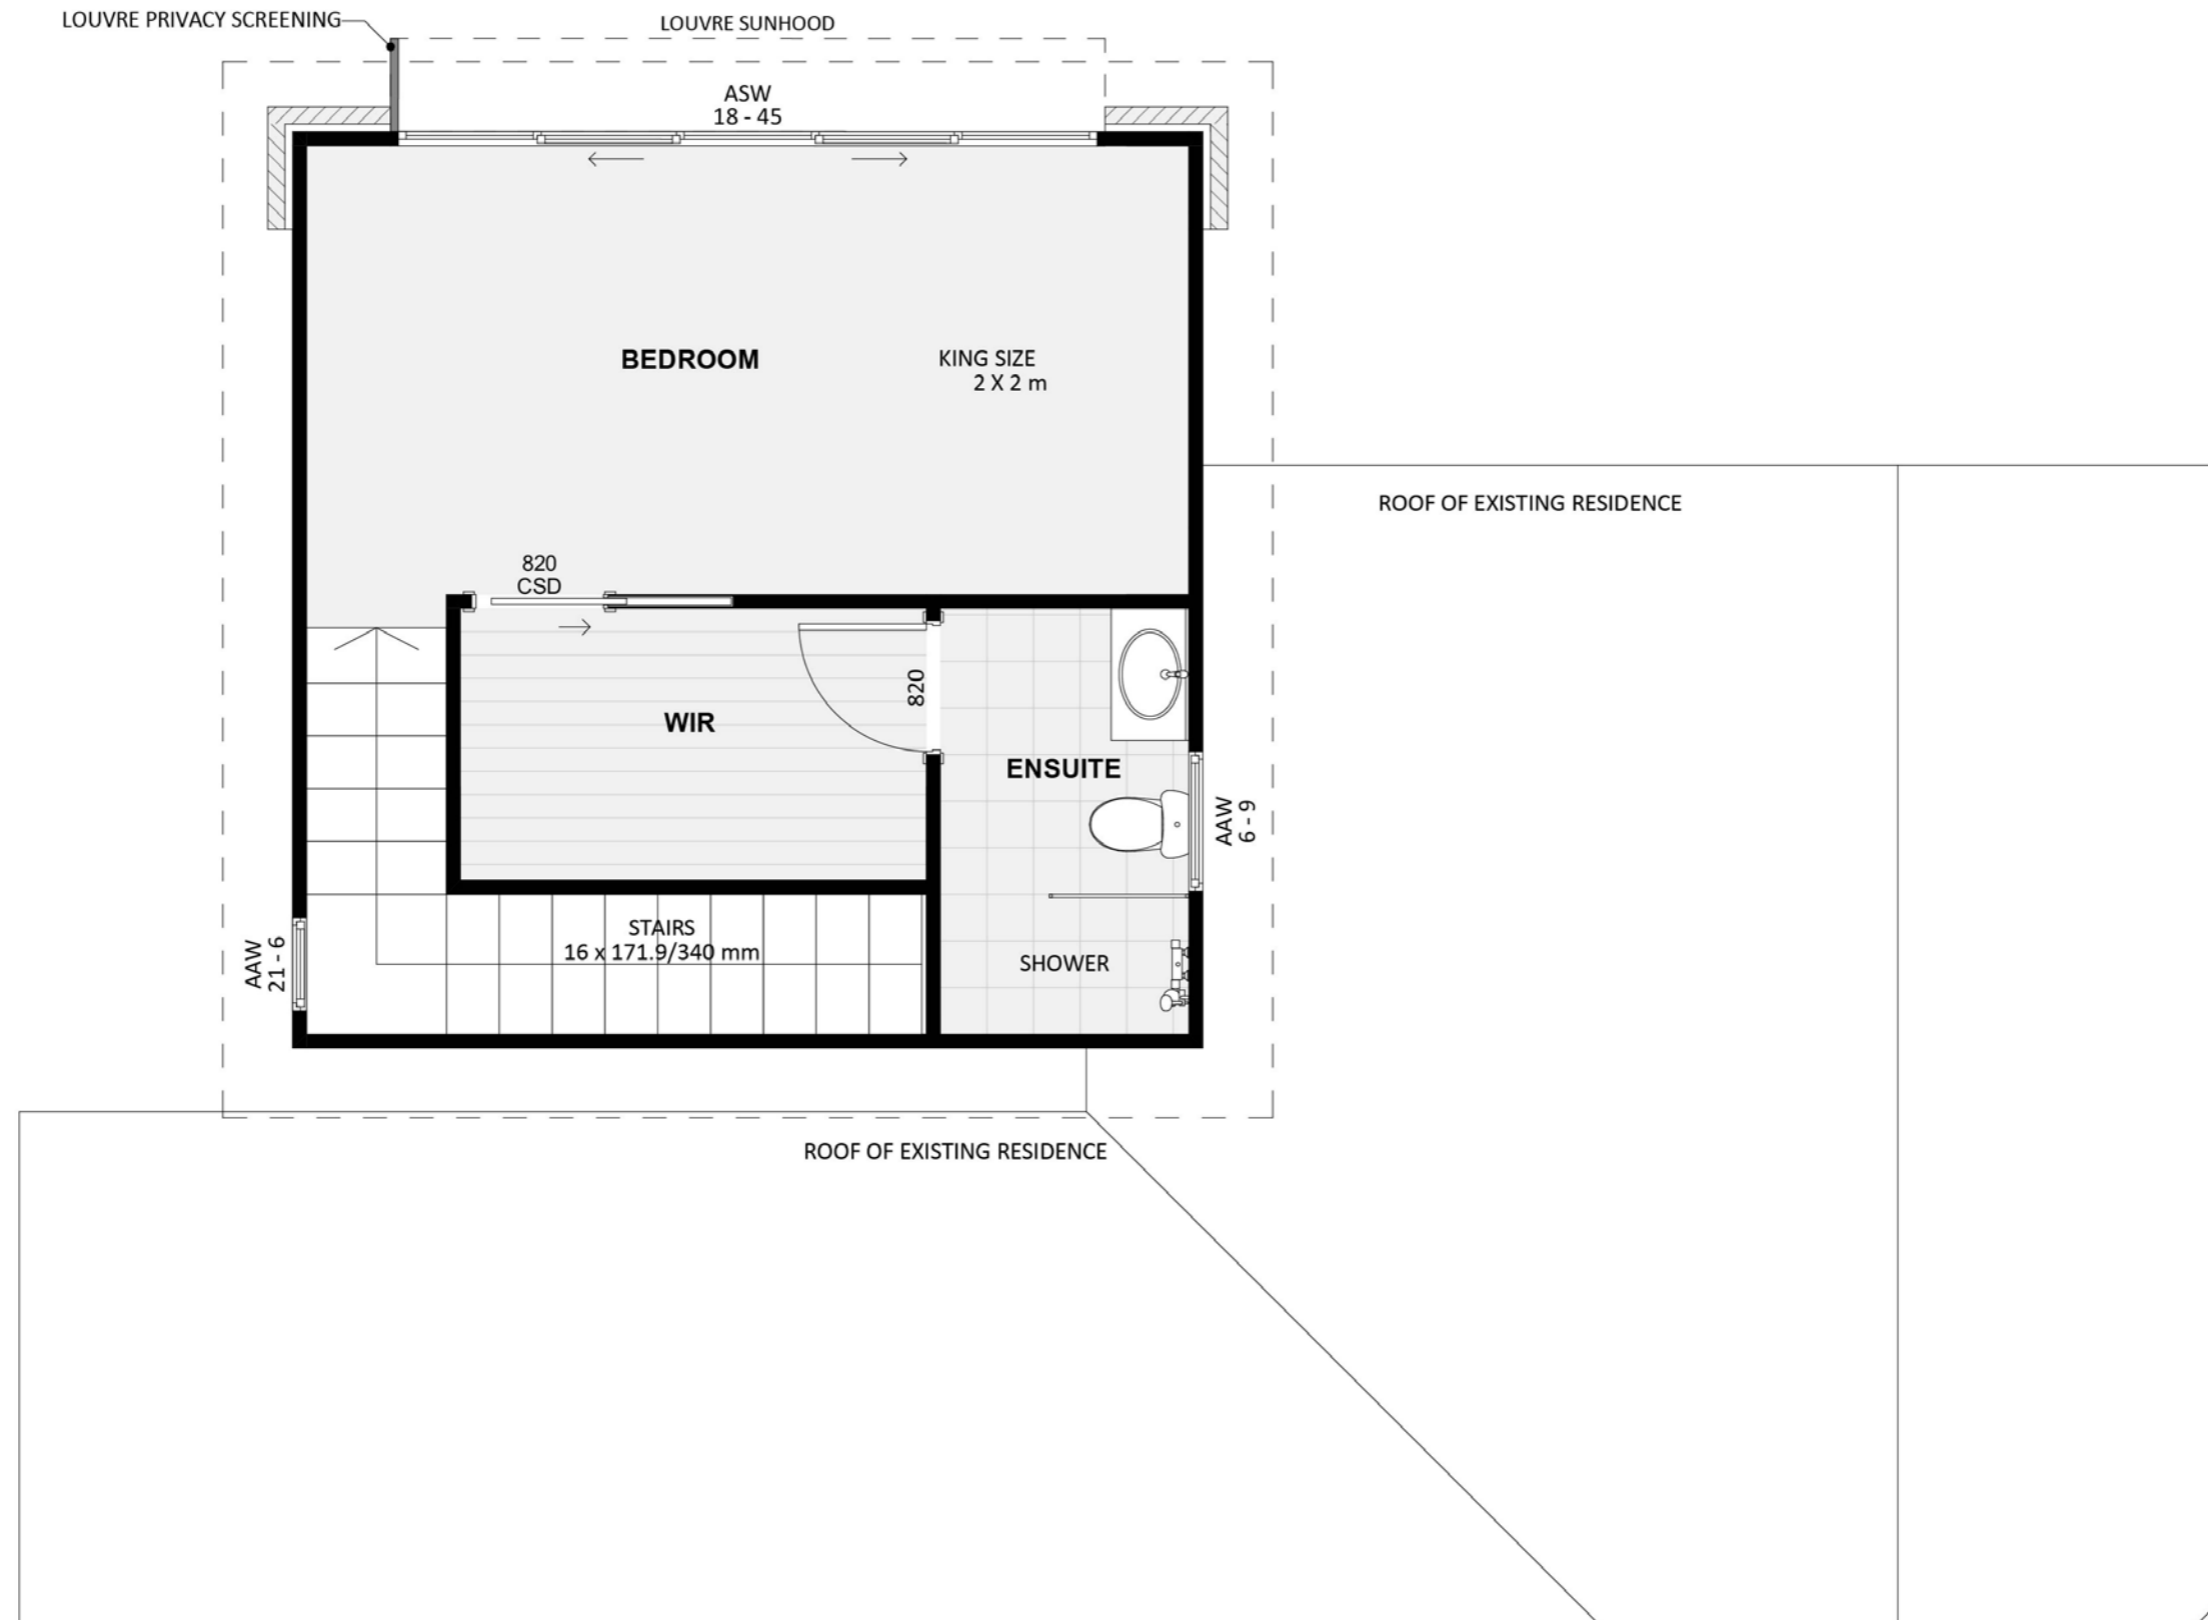 LOUVRE PRIVACY SCREENING
LOUVRE SUNHOOD
ASW
18 - 45
BEDROOM
KING SIZE
2 X 2 m
ROOF OF EXISTING RESIDENCE
820
CSD
820
WIR
ENSUITE
AAW
6 - 9
STAIRS
16 x 171.9/340 mm
AAW
21 - 6
SHOWER
ROOF OF EXISTING RESIDENCE